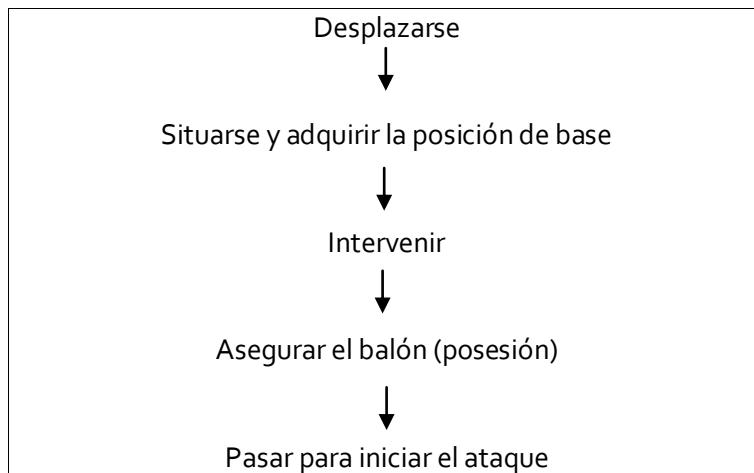 Desplazarse
Situarse y adquirir la posición de base
Intervenir
Asegurar el balón (posesión)
Pasar para iniciar el ataque